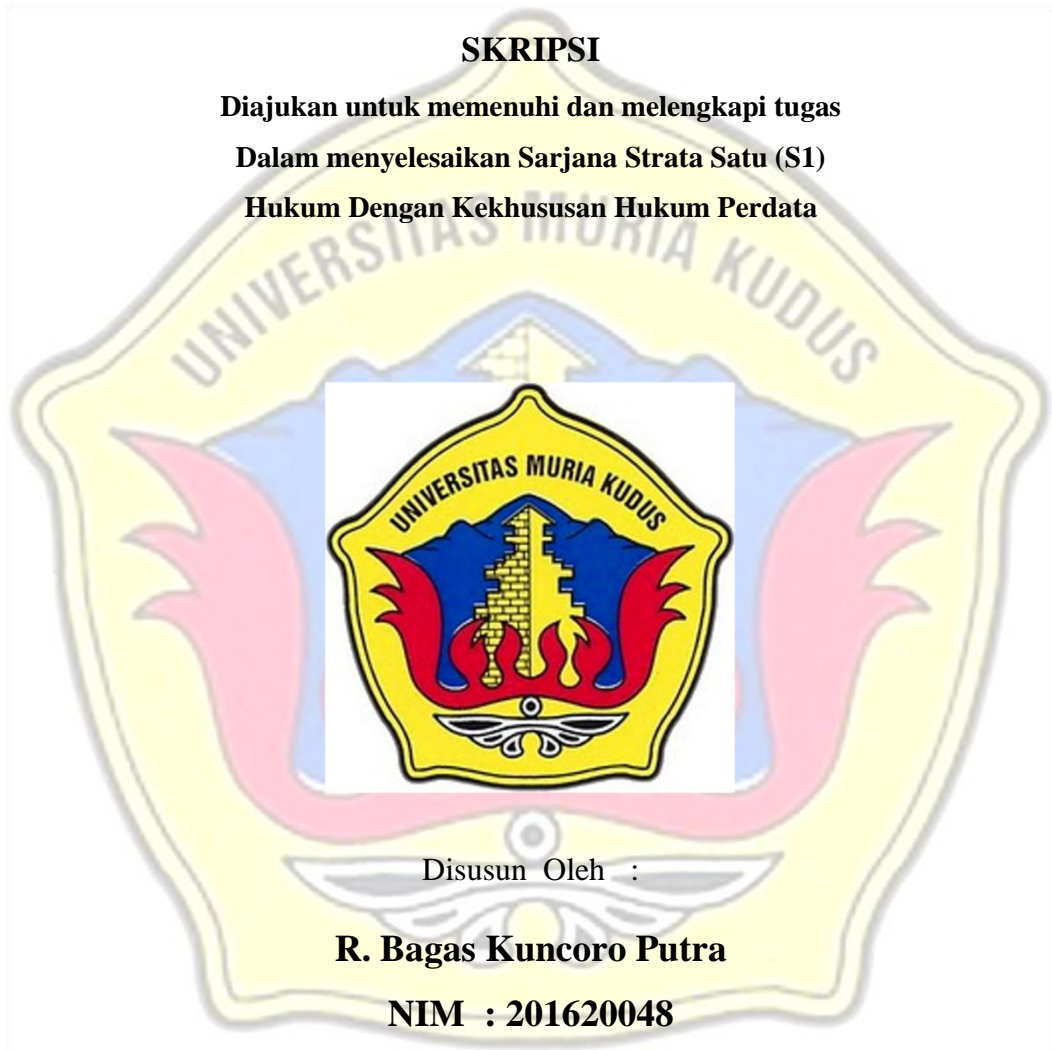 SKRIPSI
Diajukan untuk memenuhi dan melengkapi tugas
Dalam menyelesaikan Sarjana Strata Satu (S1)
Hukum Dengan Kekhususan Hukum Perdata
UNIVERSITAS MURIA KUDUS
UNIVERSITAS MURIA KUDUS
Disusun Oleh :
R. Bagas Kuncoro Putra
NIM : 201620048